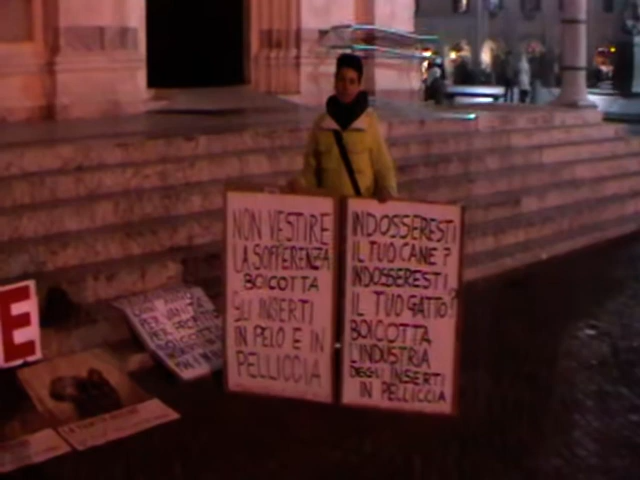 NON VESTIRE
LA SOFFERENZA
BOICOTTA
GLI INSERTI
IN PELO E IN
PELLICCIA
INDOSSERESTI
IL TUO CANE?
INDOSSERESTI
IL TUO GATTO?
BOICOTTA
L'INDUSTRIA
DEGLI INSERTI
IN PELLICCIA
E